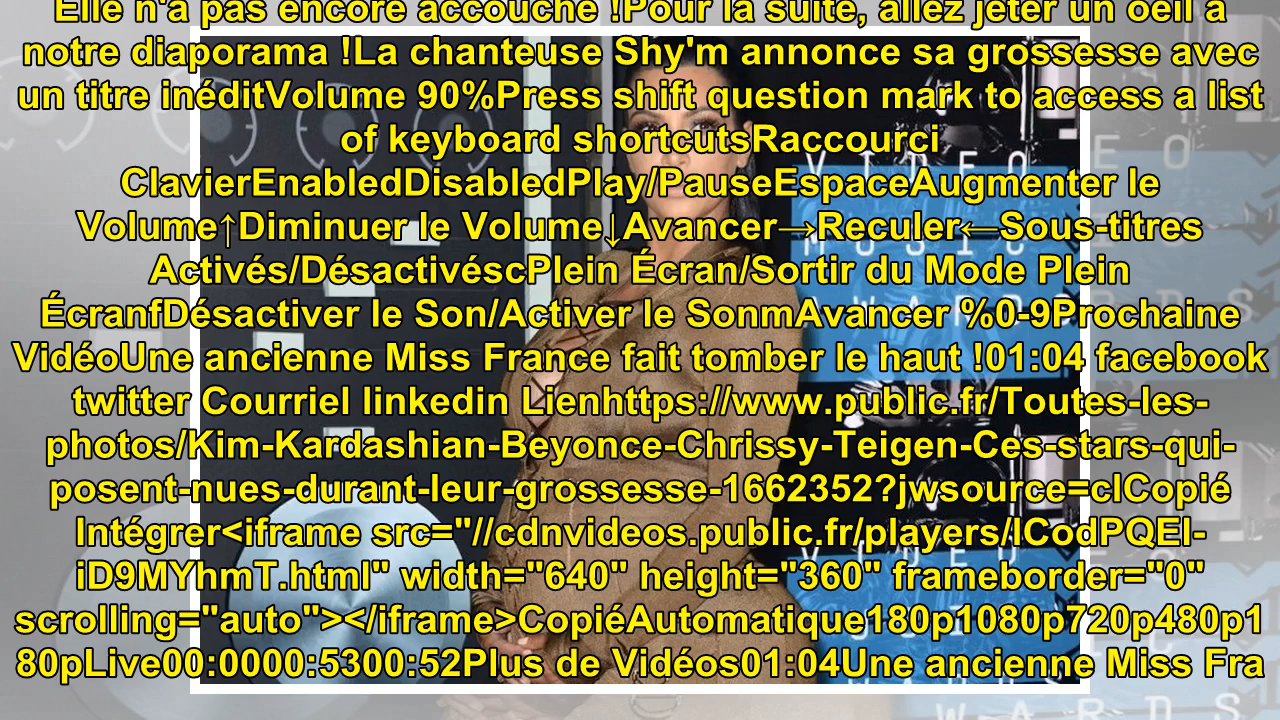 Elle n'a pas encore accouché !Pour la suite, allez jeter un oeil à
notre diaporama !La chanteuse Shy'm annonce sa grossesse avec
un titre inéditVolume 90%Press shift question mark to access a list
of keyboard shortcutsRaccourci
ClavierEnabledDisabledPlay/PauseEspaceAugmenter le
Volume↑Diminuer le Volume↓Avancer→Reculer←Sous-titres
Activés/DésactivéscPlein Écran/Sortir du Mode Plein
ÉcranfDésactiver le Son/Activer le SonmAvancer %0-9Prochaine
VidéoUne ancienne Miss France fait tomber le haut !01:04 facebook
twitter Courriel linkedin Lienhttps://www.public.fr/Toutes-les-
photos/Kim-Kardashian-Beyonce-Chrissy-Teigen-Ces-stars-qui-
posent-nues-durant-leur-grossesse-1662352?jwsource=clCopié
Intégrer<iframe src="//cdnvideos.public.fr/players/lCodPQEl-
iD9MYhmT.html" width="640" height="360" frameborder="0"
scrolling="auto"></iframe>CopiéAutomatique180p1080p720p480p1
80pLive00:0000:5300:52Plus de Vidéos01:04Une ancienne Miss Fra
VIDEO
MUSIC
AWARDS
VIDEO